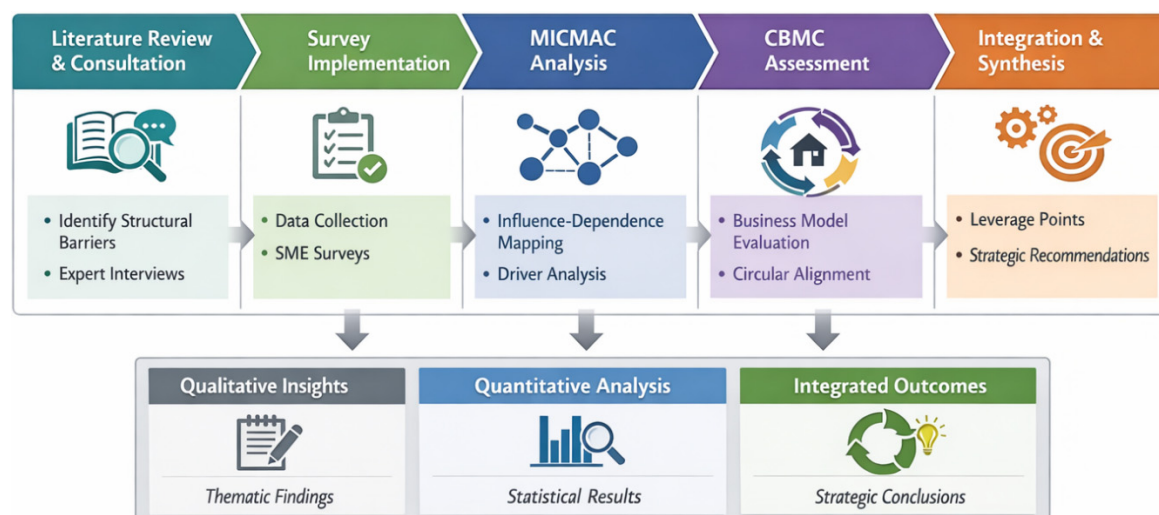 Literature Review
& Consultation
Survey
Implementation
MICMAC
Analysis
CBMC
Assessment
Integration &
Synthesis
• Identify Structural
Barriers
• Expert Interviews
• Data Collection
• SME Surveys
• Influence-Dependence
Mapping
• Driver Analysis
• Business Model
Evaluation
• Circular Alignment
• Leverage Points
• Strategic Recommendations
Qualitative Insights
Thematic Findings
Quantitative Analysis
Statistical Results
Integrated Outcomes
Strategic Conclusions